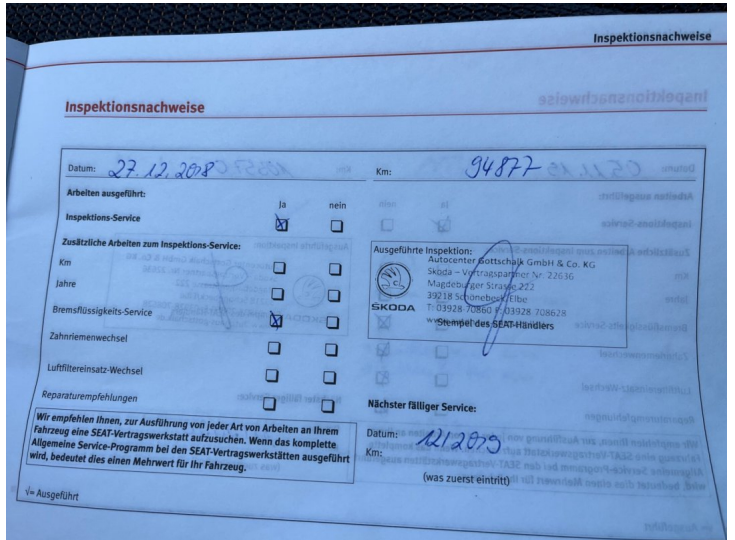 Inspektionsnachweise
Inspektionsnachweise
Datum: 27.12.2018
Km: 94877
Arbeiten ausgeführt:
Ja nein
Inspektions-Service
Zusätzliche Arbeiten zum Inspektions-Service:
Km
Jahre
Bremsflüssigkeits-Service
Zahnriemenwechsel
Luftfiltereinsatz-Wechsel
Reparaturempfehlungen
Ausgeführte Inspektion:
Autocenter Gottschalk GmbH & Co. KG
Skoda – Vertragspartner Nr. 22636
Magdeburger Strasse 222
39218 Schönebeck/Elbe
SKODA T: 03928 70860 F: 03928 708628
Stempel des SEAT-Händlers
Wir empfehlen Ihnen, zur Ausführung von jeder Art von Arbeiten an Ihrem
Fahrzeug eine SEAT-Vertragswerkstatt aufzusuchen. Wenn das komplette
Allgemeine Service-Programm bei den SEAT-Vertragswerkstätten ausgeführt
wird, bedeutet dies einen Mehrwert für Ihr Fahrzeug.
Nächster fälliger Service:
Datum: 12/2019
Km:
(was zuerst eintritt)
√= Ausgeführt